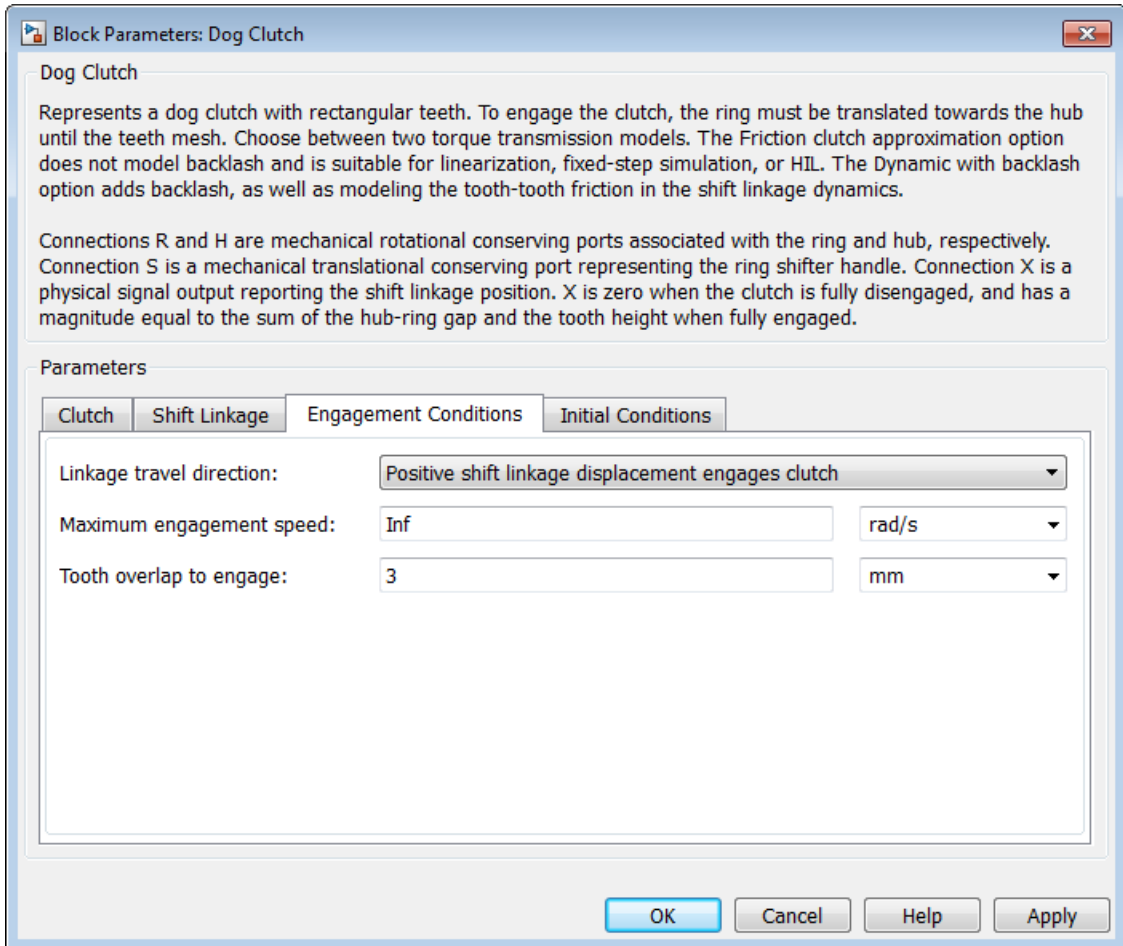 Block Parameters: Dog Clutch
Dog Clutch
Represents a dog clutch with rectangular teeth. To engage the clutch, the ring must be translated towards the hub
until the teeth mesh. Choose between two torque transmission models. The Friction clutch approximation option
does not model backlash and is suitable for linearization, fixed-step simulation, or HIL. The Dynamic with backlash
option adds backlash, as well as modeling the tooth-tooth friction in the shift linkage dynamics.
Connections R and H are mechanical rotational conserving ports associated with the ring and hub, respectively.
Connection S is a mechanical translational conserving port representing the ring shifter handle. Connection X is a
physical signal output reporting the shift linkage position. X is zero when the clutch is fully disengaged, and has a
magnitude equal to the sum of the hub-ring gap and the tooth height when fully engaged.
Parameters
Clutch Shift Linkage Engagement Conditions Initial Conditions
Linkage travel direction: Positive shift linkage displacement engages clutch
Maximum engagement speed: Inf rad/s
Tooth overlap to engage: 3 mm
OK Cancel Help Apply